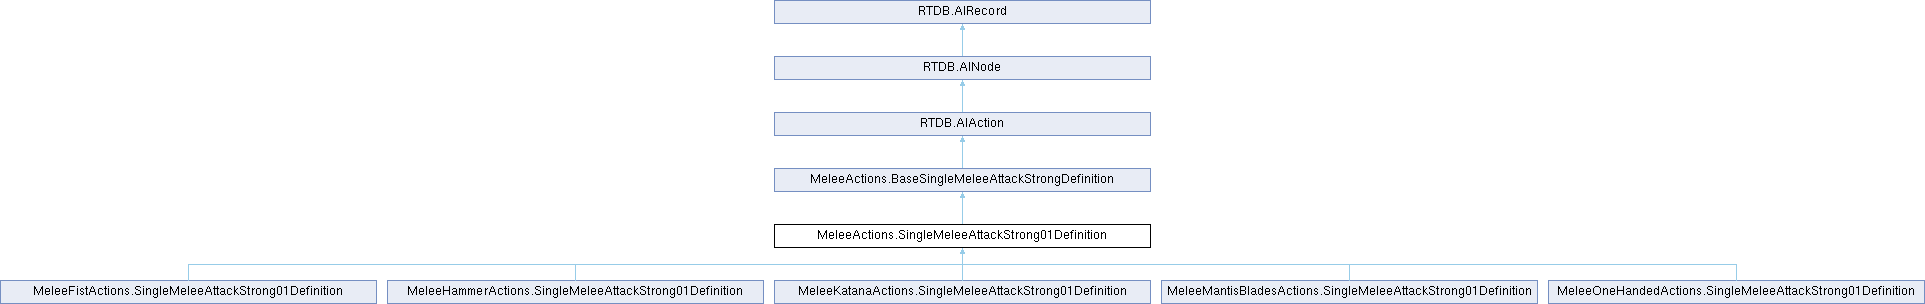 RTDB.AIRecord
RTDB.AINode
RTDB.AIAction
MeleeActions.BaseSingleMeleeAttackStrongDefinition
MeleeActions.SingleMeleeAttackStrong01Definition
MeleeFistActions.SingleMeleeAttackStrong01Definition
MeleeHammerActions.SingleMeleeAttackStrong01Definition
MeleeKatanaActions.SingleMeleeAttackStrong01Definition
MeleeMantisBladesActions.SingleMeleeAttackStrong01Definition
MeleeOneHandedActions.SingleMeleeAttackStrong01Definition